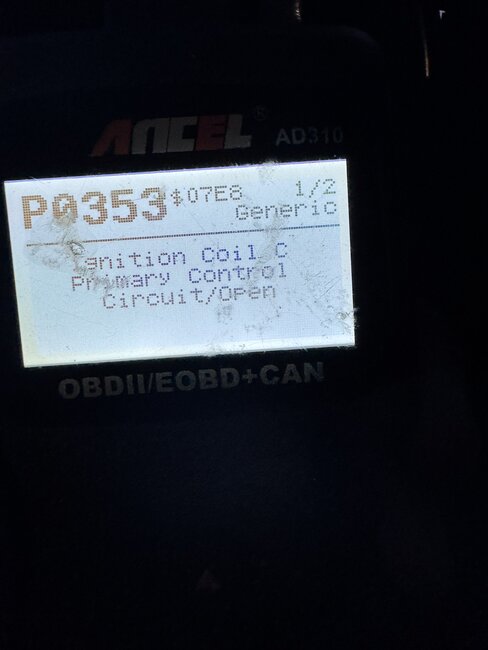 ANCEL® AD310
P0353 $07E8 1/2
Generic
Ignition Coil C
Primary Control
Circuit/Open
OBDII/EOBD+CAN